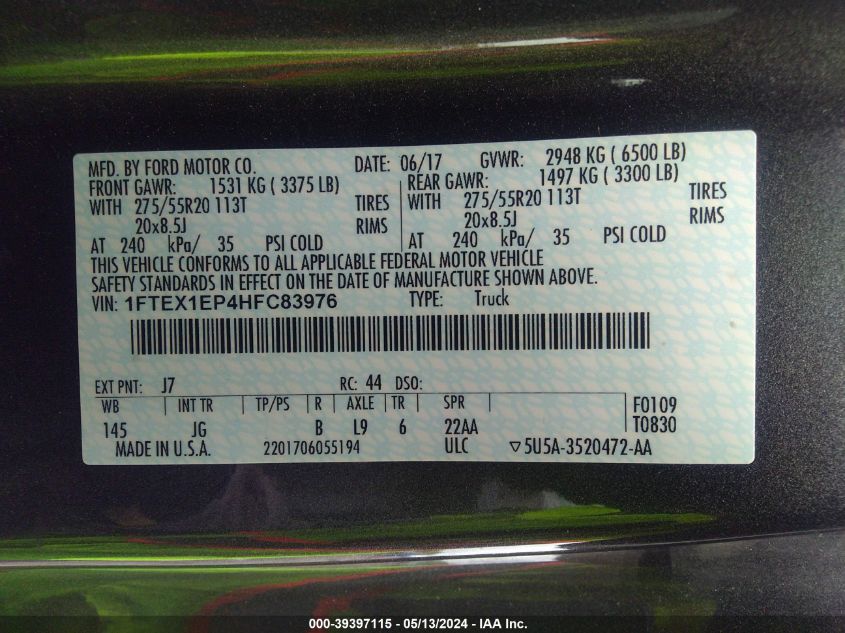 MFD. BY FORD MOTOR CO. DATE: 06/17 GVWR: 2948 KG ( 6500 LB)
FRONT GAWR: 1531 KG ( 3375 LB) REAR GAWR: 1497 KG ( 3300 LB)
WITH 275/55R20 113T TIRES WITH 275/55R20 113T TIRES
20x8.5J RIMS 20x8.5J RIMS
AT 240 kPa/ 35 PSI COLD AT 240 kPa/ 35 PSI COLD
THIS VEHICLE CONFORMS TO ALL APPLICABLE FEDERAL MOTOR VEHICLE
SAFETY STANDARDS IN EFFECT ON THE DATE OF MANUFACTURE SHOWN ABOVE.
VIN: 1FTEX1EP4HFC83976 TYPE: Truck
EXT PNT: J7 RC: 44 DSO:
WB INT TR TP/PS R AXLE TR SPR F0109
145 JG B L9 6 22AA T0830
MADE IN U.S.A. 2201706055194 ULC ▽5U5A-3520472-AA
000-39397115 - 05/13/2024 - IAA Inc.